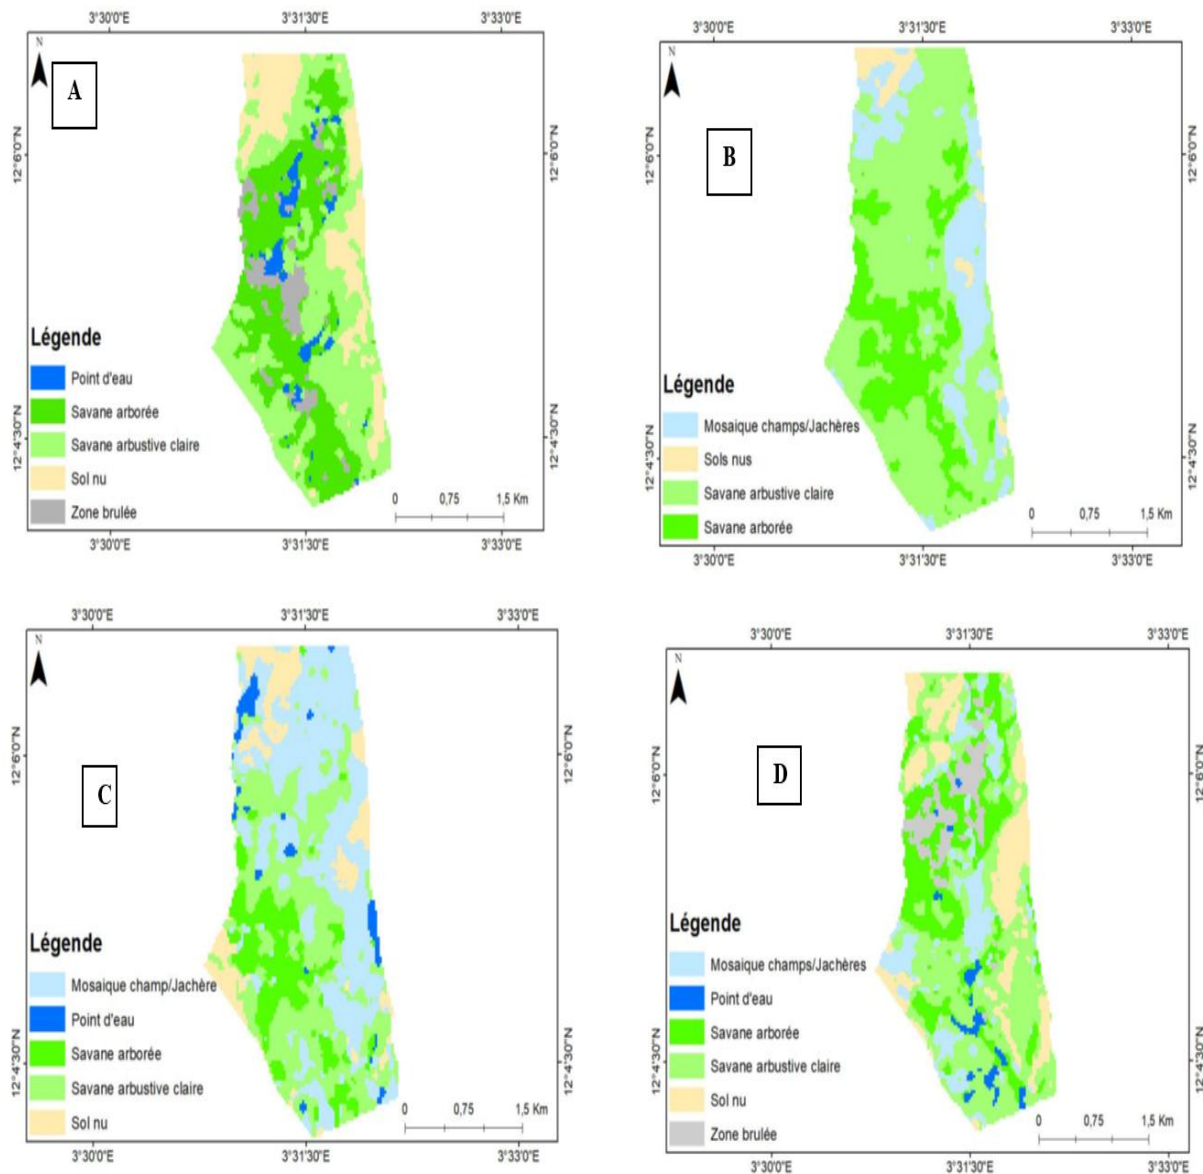 3°30'0"E 3°31'30"E 3°33'0"E
N
A
12°6'0"N 12°6'0"N
12°4'30"N 12°4'30"N
Légende
Point d'eau
Savane arborée
Savane arbustive claire
Sol nu
Zone brulée
0 0,75 1,5 Km
3°30'0"E 3°31'30"E 3°33'0"E
3°30'0"E 3°31'30"E 3°33'0"E
N
B
12°6'0"N 12°6'0"N
12°4'30"N 12°4'30"N
Légende
Mosaique champs/Jachères
Sols nus
Savane arbustive claire
Savane arborée
0 0,75 1,5 Km
3°30'0"E 3°31'30"E 3°33'0"E
3°30'0"E 3°31'30"E 3°33'0"E
N
C
12°6'0"N 12°6'0"N
12°4'30"N 12°4'30"N
Légende
Mosaique champ/Jachère
Point d'eau
Savane arborée
Savane arbustive claire
Sol nu
0 0,75 1,5 Km
3°30'0"E 3°31'30"E 3°33'0"E
3°30'0"E 3°31'30"E 3°33'0"E
N
D
12°6'0"N 12°6'0"N
12°4'30"N 12°4'30"N
Légende
Mosaique champs/Jachères
Point d'eau
Savane arborée
Savane arbustive claire
Sol nu
Zone brulée
0 0,75 1,5 Km
3°30'0"E 3°31'30"E 3°33'0"E